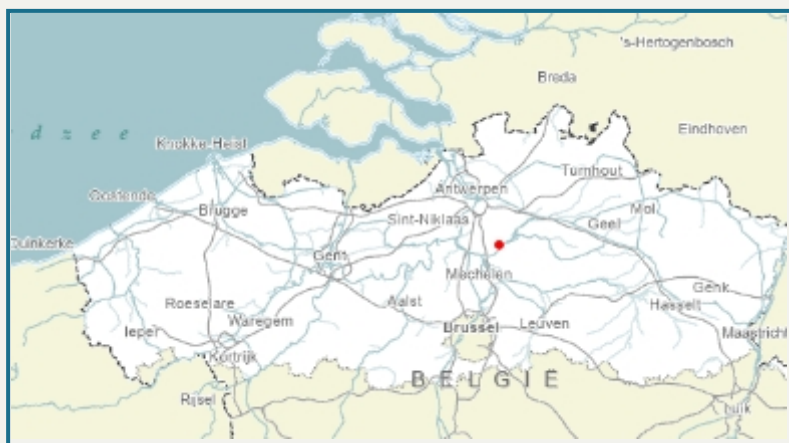 's-Hertogenbosch
Breda
Eindhoven
d z e e
Knokke-Heist
Turnhout
Antwerpen
Oostende
Brugge
Sint-Niklaas
Mol
Geel
Duinkerke
Gent
Mechelen
Genk
Roeselare
Aalst
Hasselt
Ieper
Waregem
Brussel
Leuven
Maastricht
Kortrijk
BELGIË
Rijsel
Luik